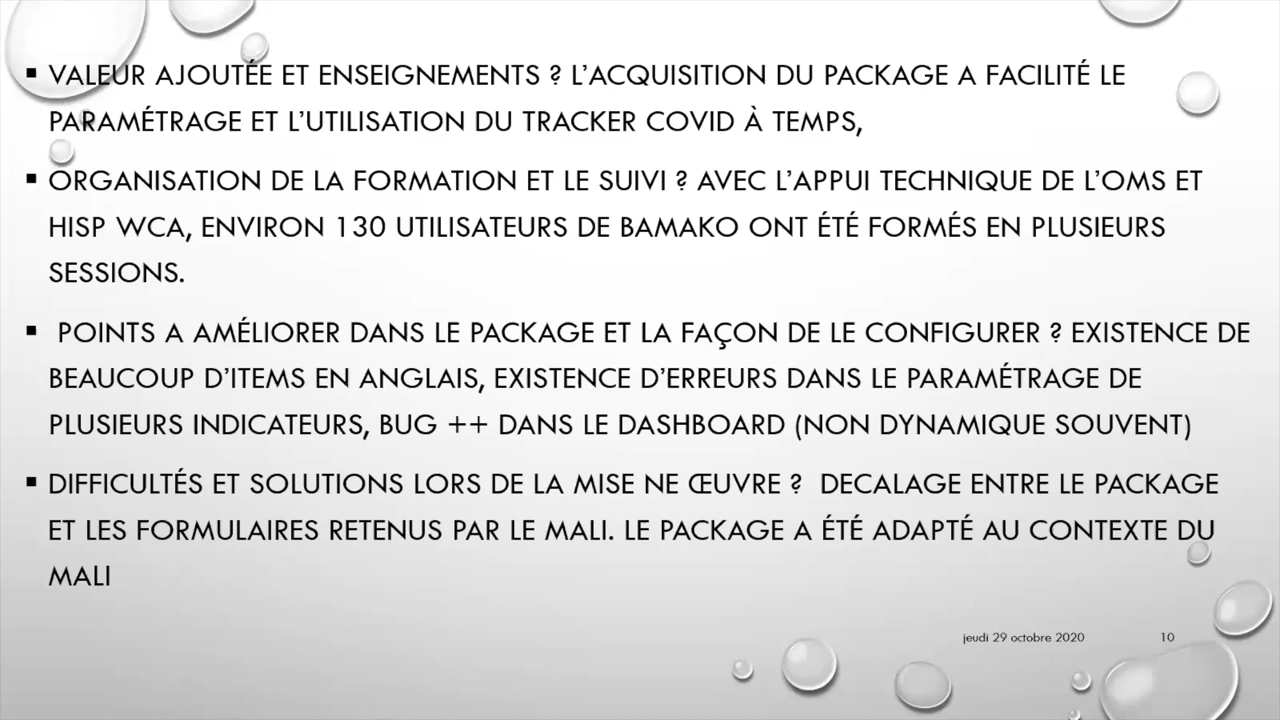 ▪ VALEUR AJOUTÉE ET ENSEIGNEMENTS ? L’ACQUISITION DU PACKAGE A FACILITÉ LE
PARAMÉTRAGE ET L’UTILISATION DU TRACKER COVID À TEMPS,
▪ ORGANISATION DE LA FORMATION ET LE SUIVI ? AVEC L’APPUI TECHNIQUE DE L’OMS ET
HISP WCA, ENVIRON 130 UTILISATEURS DE BAMAKO ONT ÉTÉ FORMÉS EN PLUSIEURS
SESSIONS.
▪ POINTS A AMÉLIORER DANS LE PACKAGE ET LA FAÇON DE LE CONFIGURER ? EXISTENCE DE
BEAUCOUP D’ITEMS EN ANGLAIS, EXISTENCE D’ERREURS DANS LE PARAMÉTRAGE DE
PLUSIEURS INDICATEURS, BUG ++ DANS LE DASHBOARD (NON DYNAMIQUE SOUVENT)
▪ DIFFICULTÉS ET SOLUTIONS LORS DE LA MISE NE ŒUVRE ? DECALAGE ENTRE LE PACKAGE
ET LES FORMULAIRES RETENUS PAR LE MALI. LE PACKAGE A ÉTÉ ADAPTÉ AU CONTEXTE DU
MALI
jeudi 29 octobre 2020 10